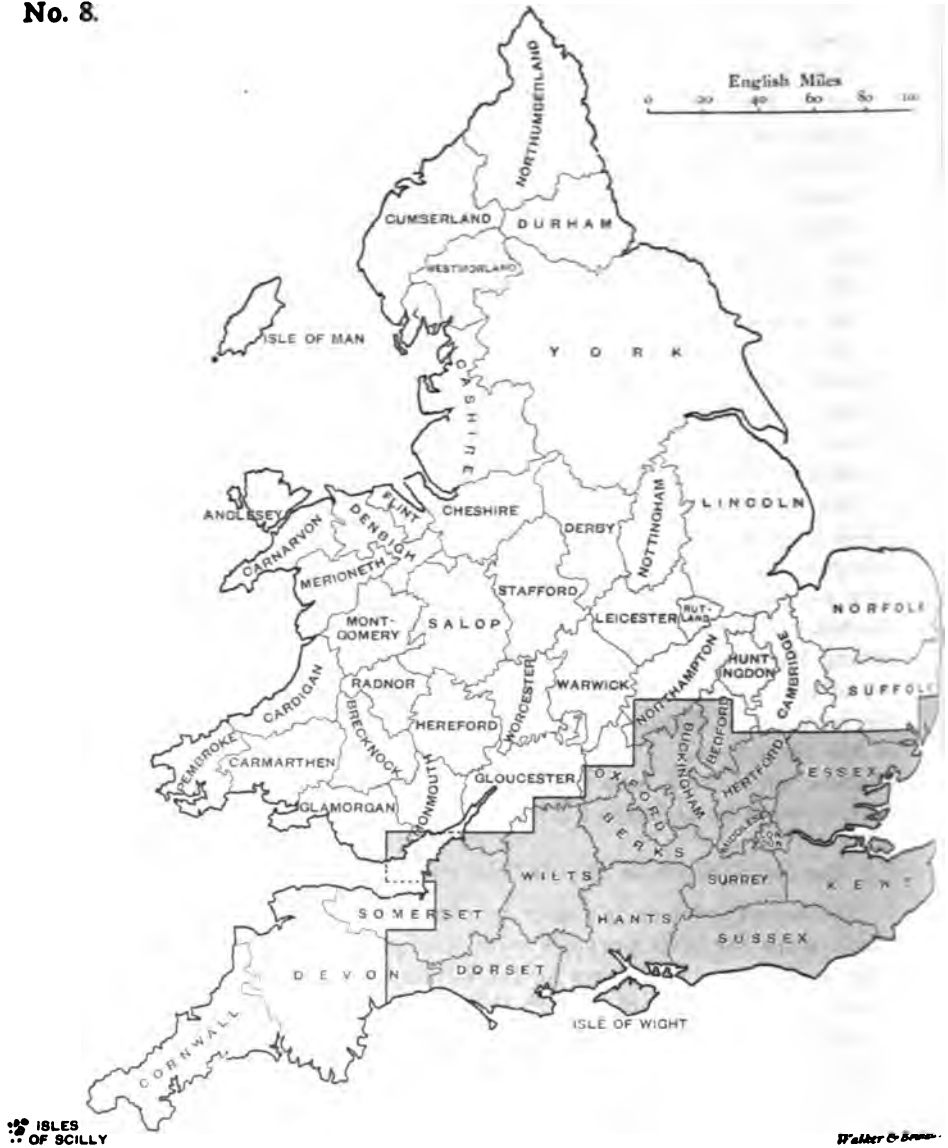 No. 8.
English Miles
0 20 40 60 80 100
NORTHUMBERLAND
CUMSERLAND
DURHAM
WESTMORLAND
ISLE OF MAN
YORK
CASHIRE
ANGLESEY
FLINT
DENBIGH
CARNARVON
CHESHIRE
DERBY
NOTTINGHAM
LINCOLN
MERIONETH
STAFFORD
MONT-
GOMERY
SALOP
LEICESTER
RUT-
LAND
NORFOLK
NORTHAMPTON
HUNT
INGDON
CAMBRIDGE
SUFFOLK
CARDIGAN
RADNOR
WORCESTER
WARWICK
HEREFORD
BEDFORD
BUCKINGHAM
PEMBROKE
CARMARTHEN
BRECKNOCK
MONMOUTH
GLOUCESTER
OXFORD
HERTFORD
ESSEX
GLAMORGAN
BERKS
WILTS
SURREY
KENT
SOMERSET
HANTS
SUSSEX
DEVON
DORSET
ISLE OF WIGHT
CORNWALL
ISLES
OF SCILLY